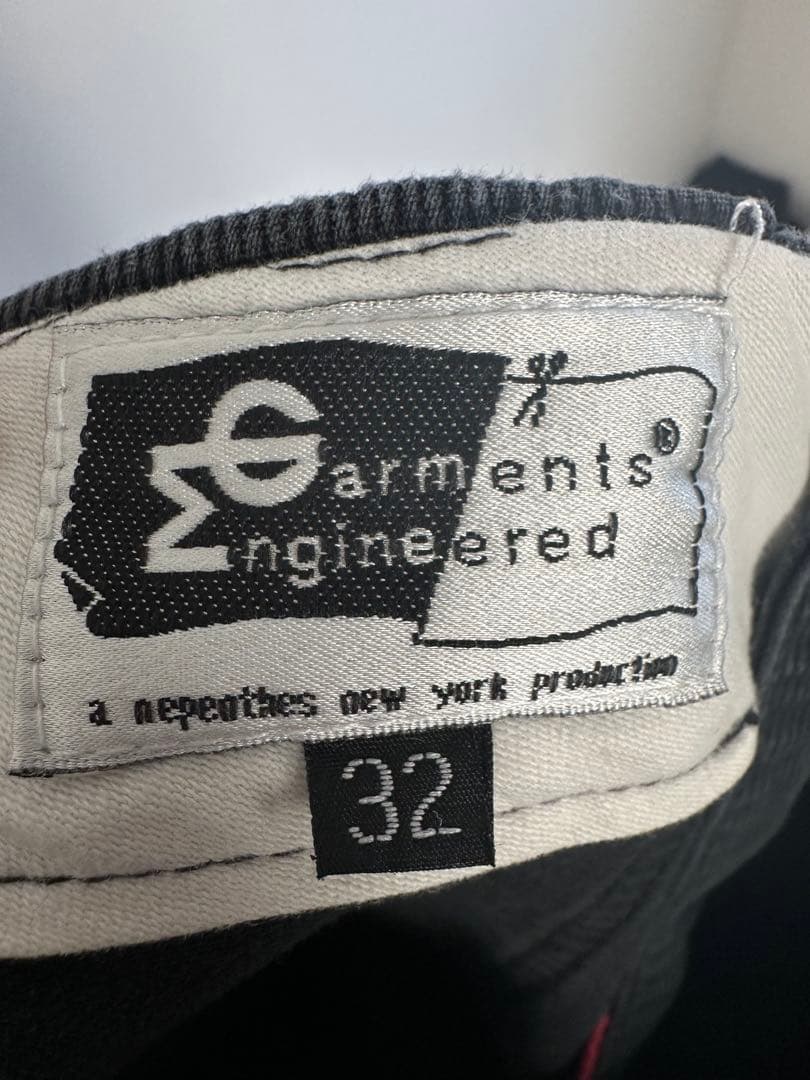 Engineered Garments®
a nepenthes new york production
32